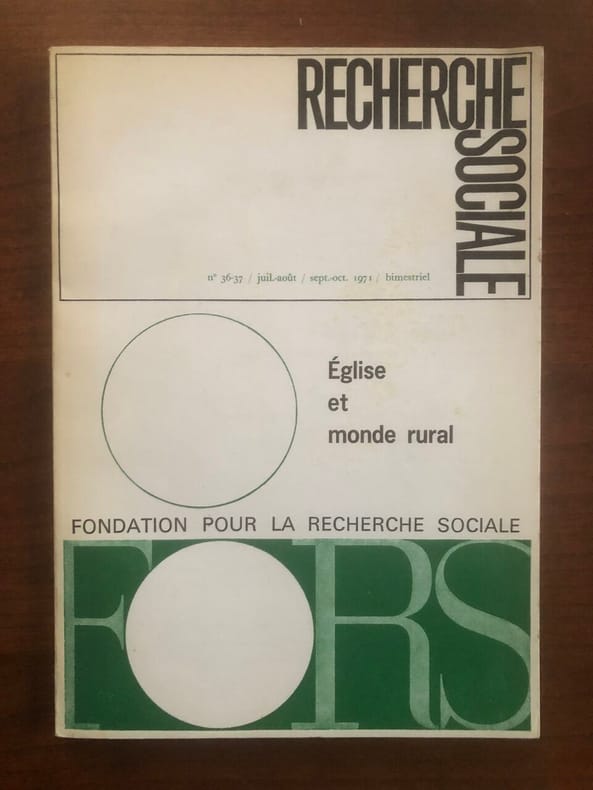 RECHERCHE
SOCIALE
n° 36-37 / juil.-août / sept.-oct. 1971 / bimestriel
Église
et
monde rural
FONDATION POUR LA RECHERCHE SOCIALE
FORS